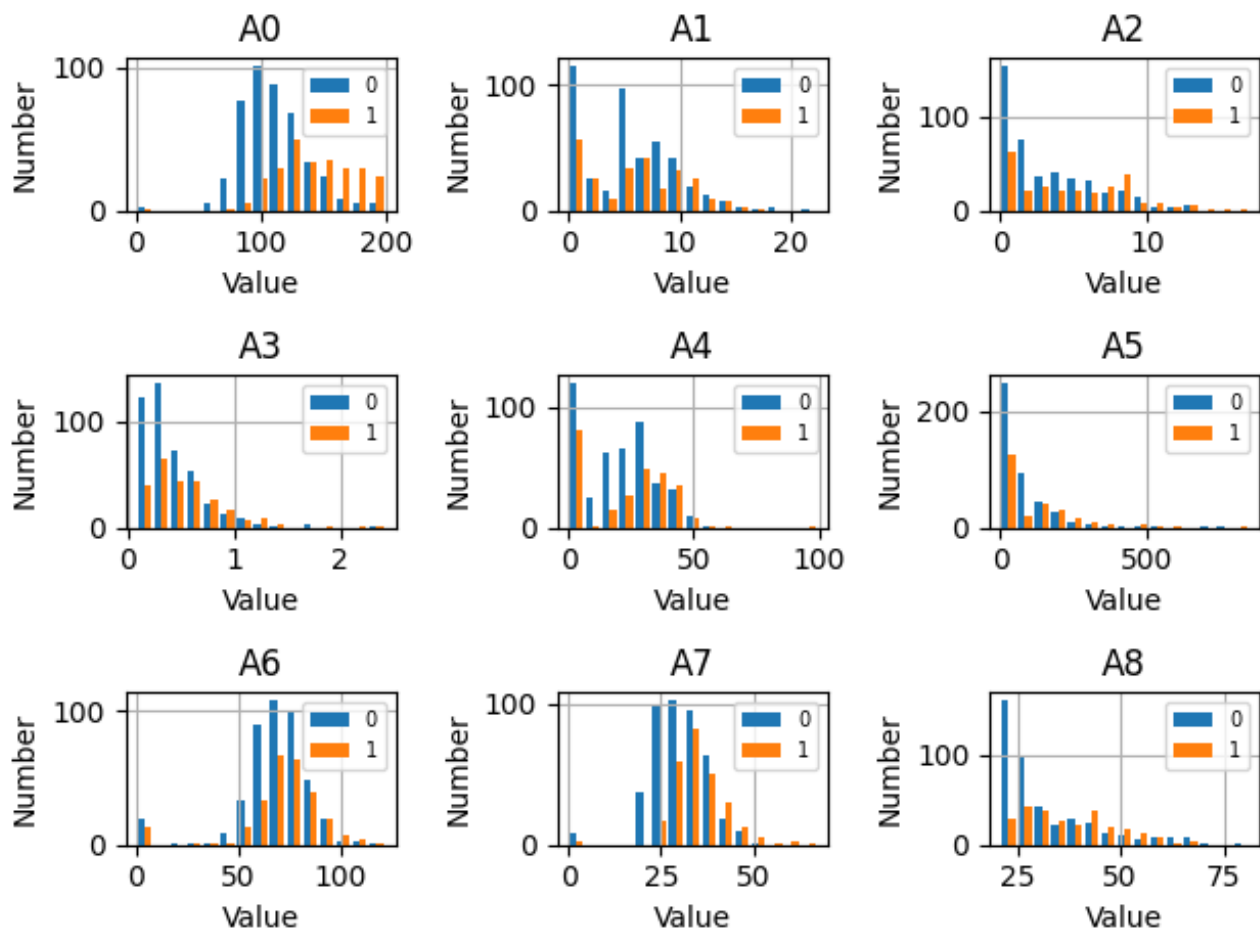 A0 A1 A2
100 100 100
0 0 0
1 1 1
0 0 0
0 100 200 0 10 20 0 10
Number Number Number
Value Value Value
A3 A4 A5
100 100 200
0 0 0
1 1 1
0 0 0
0 1 2 0 50 100 0 500
Number Number Number
Value Value Value
A6 A7 A8
100 100 100
0 0 0
1 1 1
0 0 0
0 50 100 0 25 50 25 50 75
Number Number Number
Value Value Value